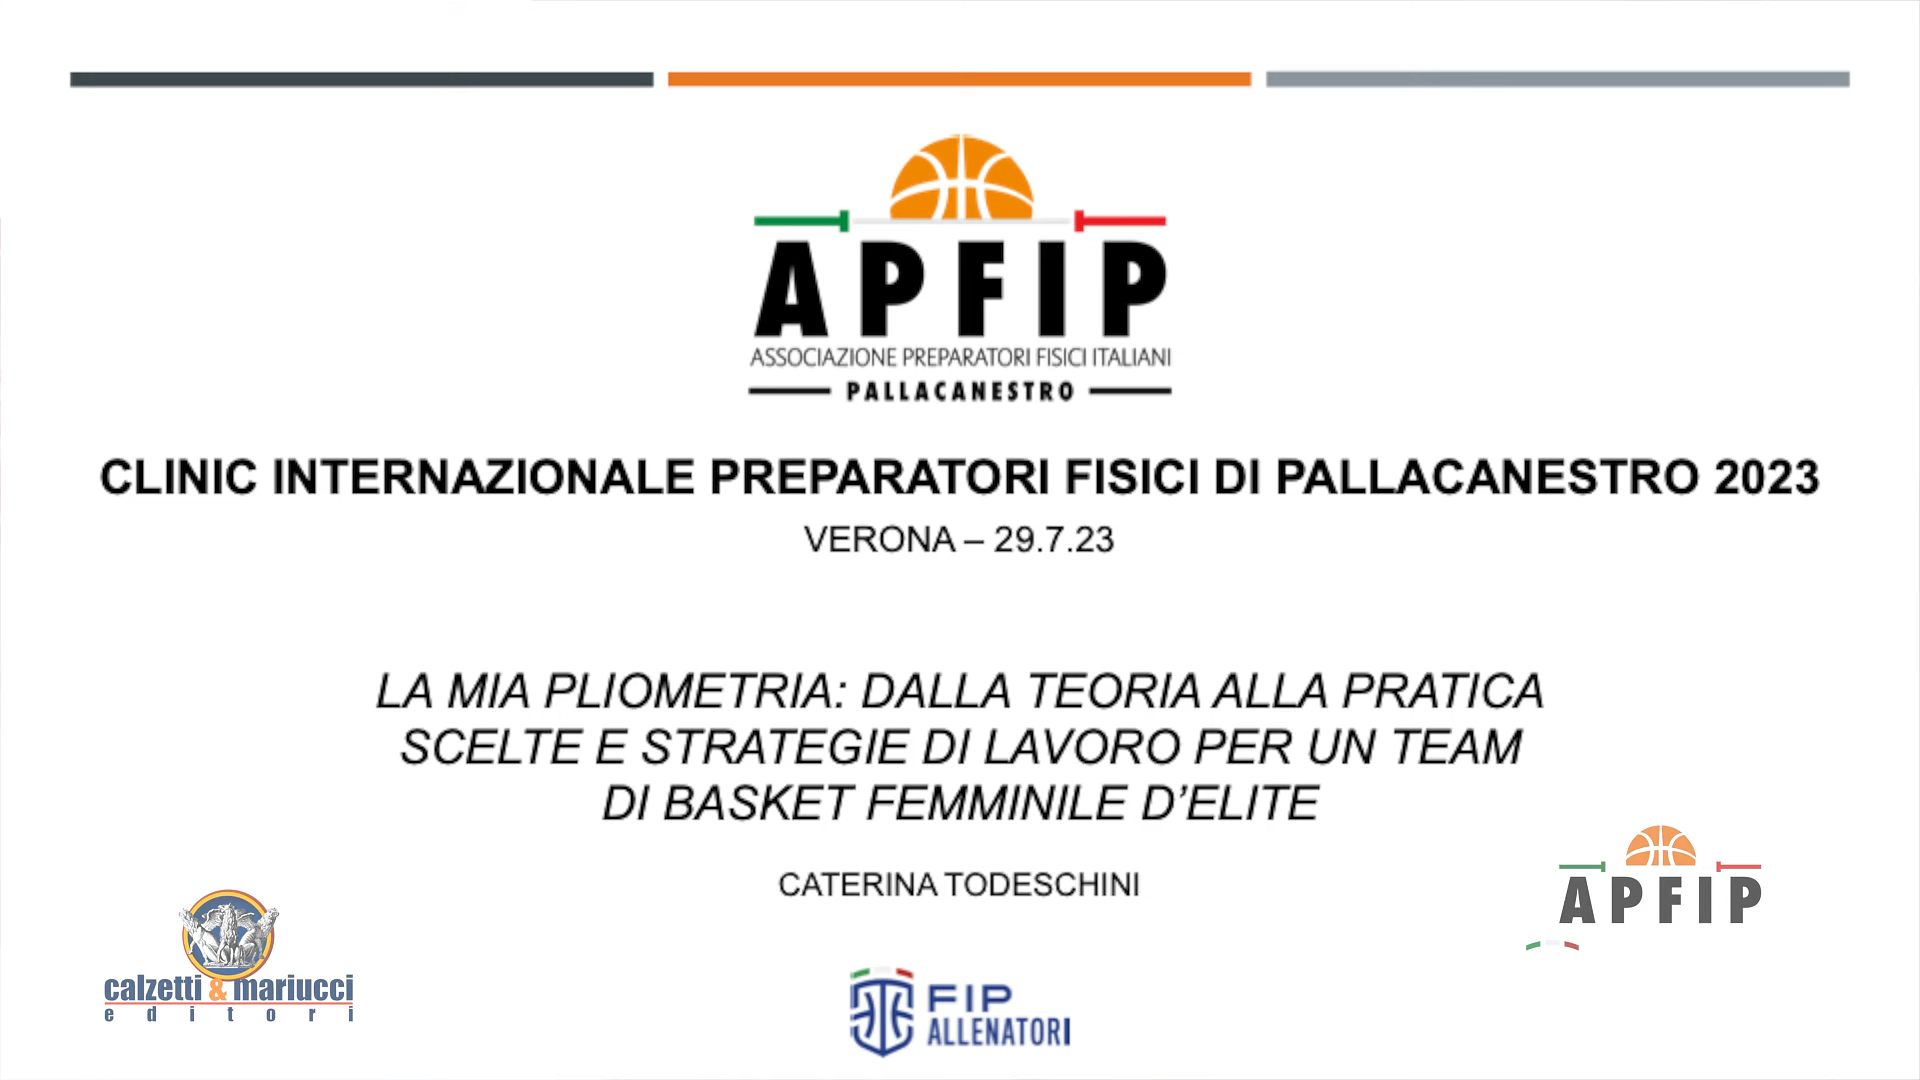 APFIP
ASSOCIAZIONE PREPARATORI FISICI ITALIANI
PALLACANESTRO
CLINIC INTERNAZIONALE PREPARATORI FISICI DI PALLACANESTRO 2023
VERONA – 29.7.23
LA MIA PLIOMETRIA: DALLA TEORIA ALLA PRATICA
SCELTE E STRATEGIE DI LAVORO PER UN TEAM
DI BASKET FEMMINILE D’ELITE
CATERINA TODESCHINI
APFIP
calzetti & mariucci
editori
FIP
ALLENATORI